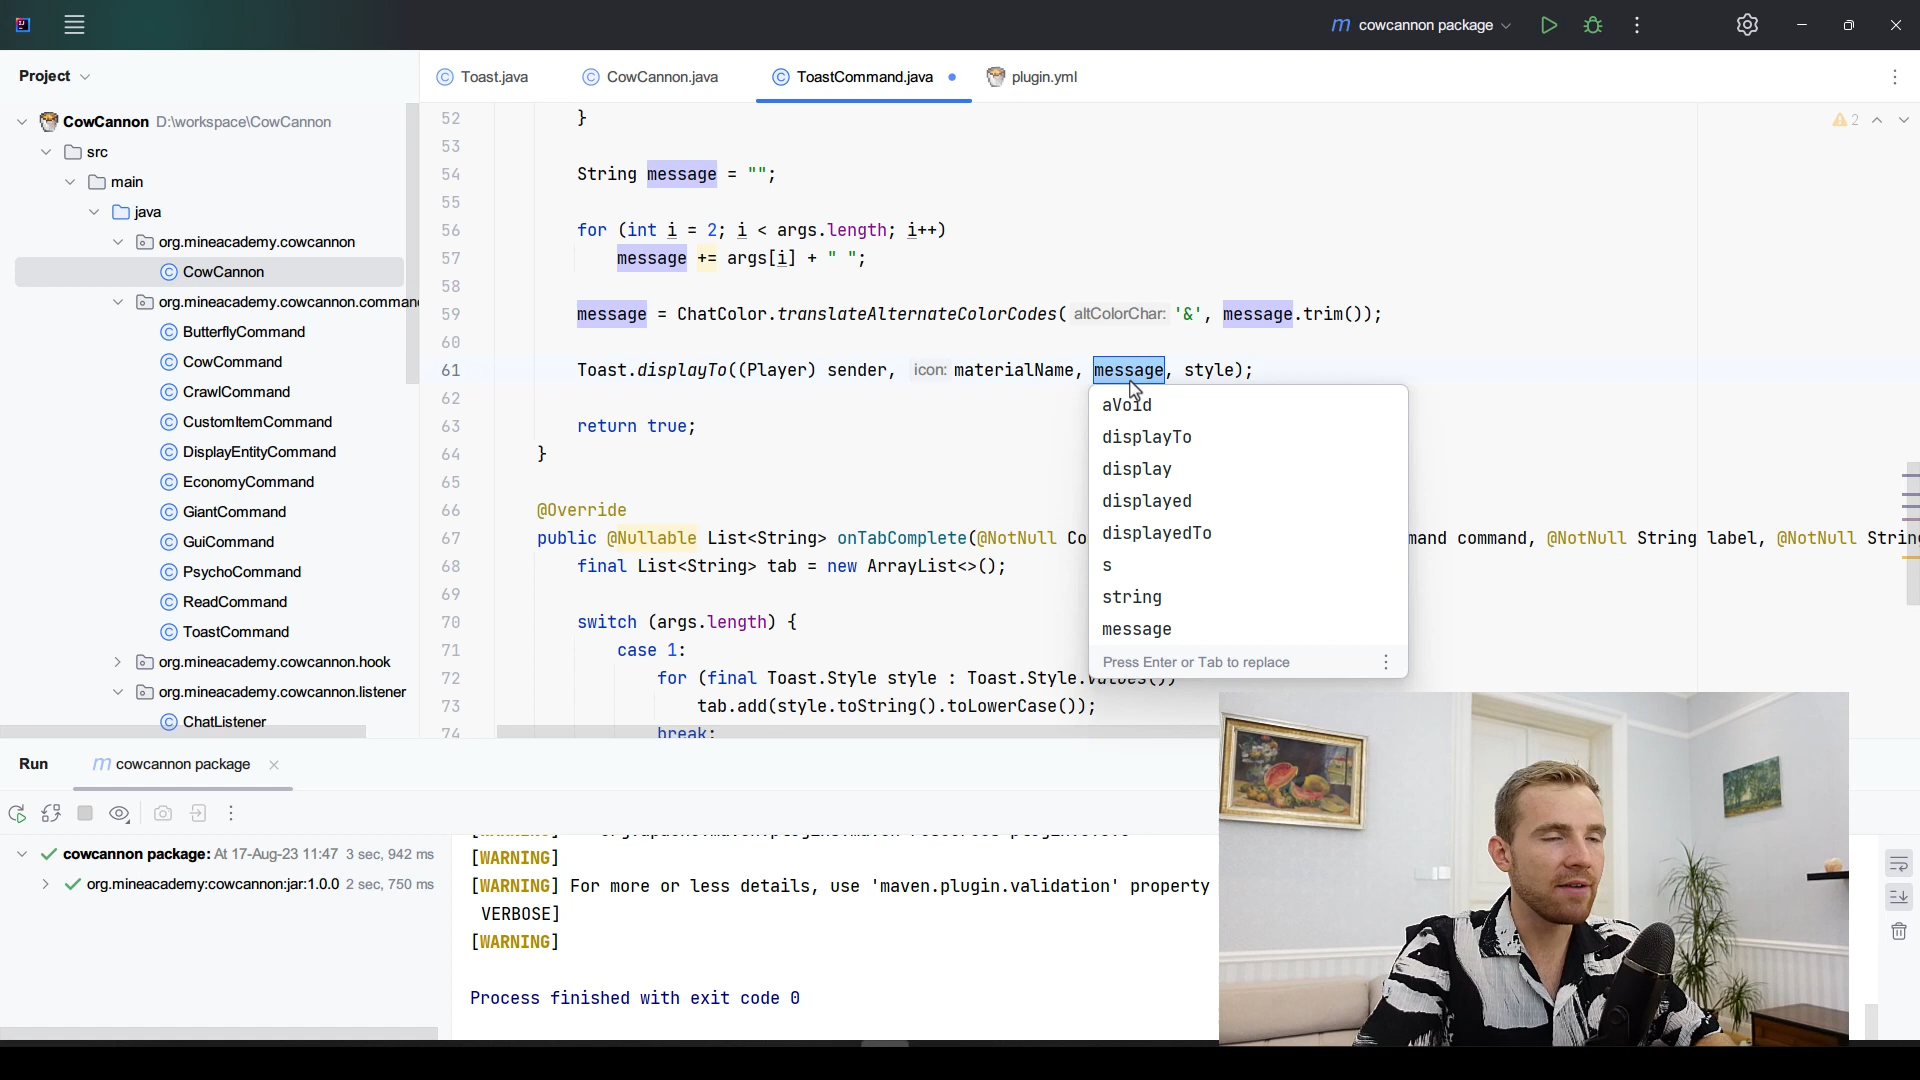 cowcannon package
Project
Toast.java
CowCannon.java
ToastCommand.java
plugin.yml
CowCannon D:\workspace\CowCannon
src
main
java
org.mineacademy.cowcannon
CowCannon
org.mineacademy.cowcannon.comman
ButterflyCommand
CowCommand
CrawlCommand
CustomItemCommand
DisplayEntityCommand
EconomyCommand
GiantCommand
GuiCommand
PsychoCommand
ReadCommand
ToastCommand
org.mineacademy.cowcannon.hook
org.mineacademy.cowcannon.listener
ChatListener
2
52 }
53
54 String message = "";
55
56 for (int i = 2; i < args.length; i++)
57 message += args[i] + " ";
58
59 message = ChatColor.translateAlternateColorCodes( altColorChar: '&', message.trim());
60
61 Toast.displayTo((Player) sender, icon: materialName, message, style);
62
63 return true;
64 }
65
66 @Override
67 public @Nullable List<String> onTabComplete(@NotNull Co mand command, @NotNull String label, @NotNull Strin
68 final List<String> tab = new ArrayList<>();
69
70 switch (args.length) {
71 case 1:
72 for (final Toast.Style style : Toast.Style.values())
73 tab.add(style.toString().toLowerCase());
74 break;
aVoid
displayTo
display
displayed
displayedTo
s
string
message
Press Enter or Tab to replace
Run
cowcannon package
cowcannon package: At 17-Aug-23 11:47 3 sec, 942 ms
org.mineacademy:cowcannon:jar:1.0.0 2 sec, 750 ms
[WARNING]
[WARNING] For more or less details, use 'maven.plugin.validation' property
VERBOSE]
[WARNING]
Process finished with exit code 0